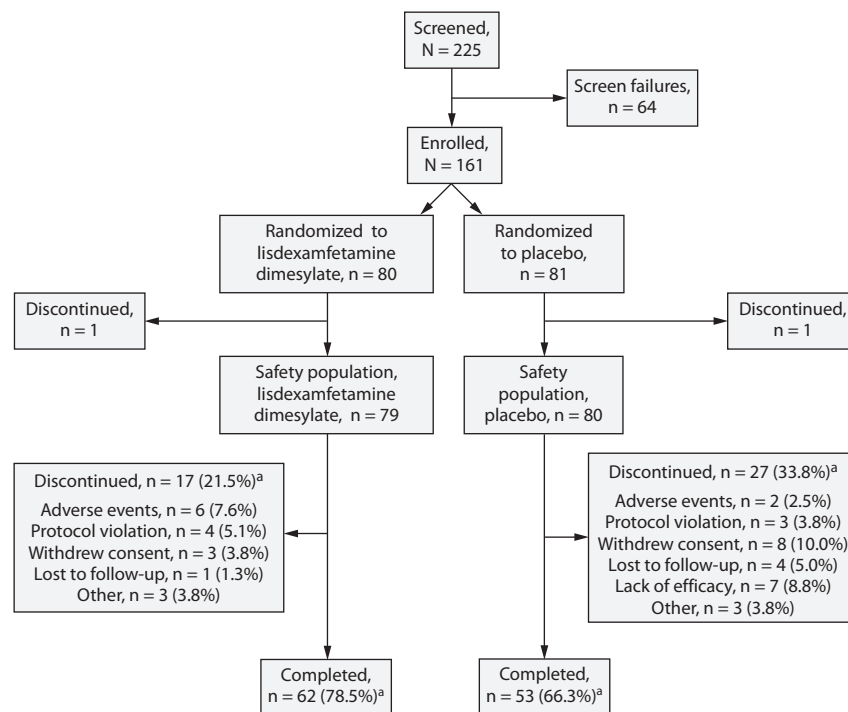 Screened,
N = 225
Screen failures,
n = 64
Enrolled,
N = 161
Randomized to
lisdexamfetamine
dimesylate, n = 80
Randomized
to placebo,
n = 81
Discontinued,
n = 1
Discontinued,
n = 1
Safety population,
lisdexamfetamine
dimesylate, n = 79
Safety
population,
placebo, n = 80
Discontinued, n = 17 (21.5%)ª
Adverse events, n = 6 (7.6%)
Protocol violation, n = 4 (5.1%)
Withdrew consent, n = 3 (3.8%)
Lost to follow-up, n = 1 (1.3%)
Other, n = 3 (3.8%)
Discontinued, n = 27 (33.8%)ª
Adverse events, n = 2 (2.5%)
Protocol violation, n = 3 (3.8%)
Withdrew consent, n = 8 (10.0%)
Lost to follow-up, n = 4 (5.0%)
Lack of efficacy, n = 7 (8.8%)
Other, n = 3 (3.8%)
Completed,
n = 62 (78.5%)ª
Completed,
n = 53 (66.3%)ª